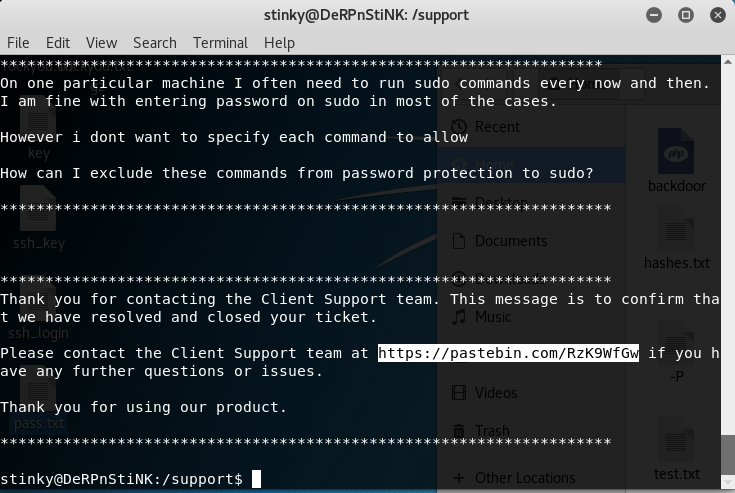 stinky@DeRPnStiNK: /support
File Edit View Search Terminal Help
*******************************************************************
On one particular machine I often need to run sudo commands every now and then.
I am fine with entering password on sudo in most of the cases.
However i dont want to specify each command to allow
How can I exclude these commands from password protection to sudo?
********************************************************************
********************************************************************
Thank you for contacting the Client Support team. This message is to confirm tha
t we have resolved and closed your ticket.
Please contact the Client Support team at https://pastebin.com/RzK9WfGw if you h
ave any further questions or issues.
Thank you for using our product.
********************************************************************
stinky@DeRPnStiNK:/support$
key
ssh_key
ssh_login
pass.txt
Recent
Home
Desktop
Documents
Downloads
Music
Videos
Trash
+ Other Locations
php
backdoor
hashes.txt
-P
test.txt